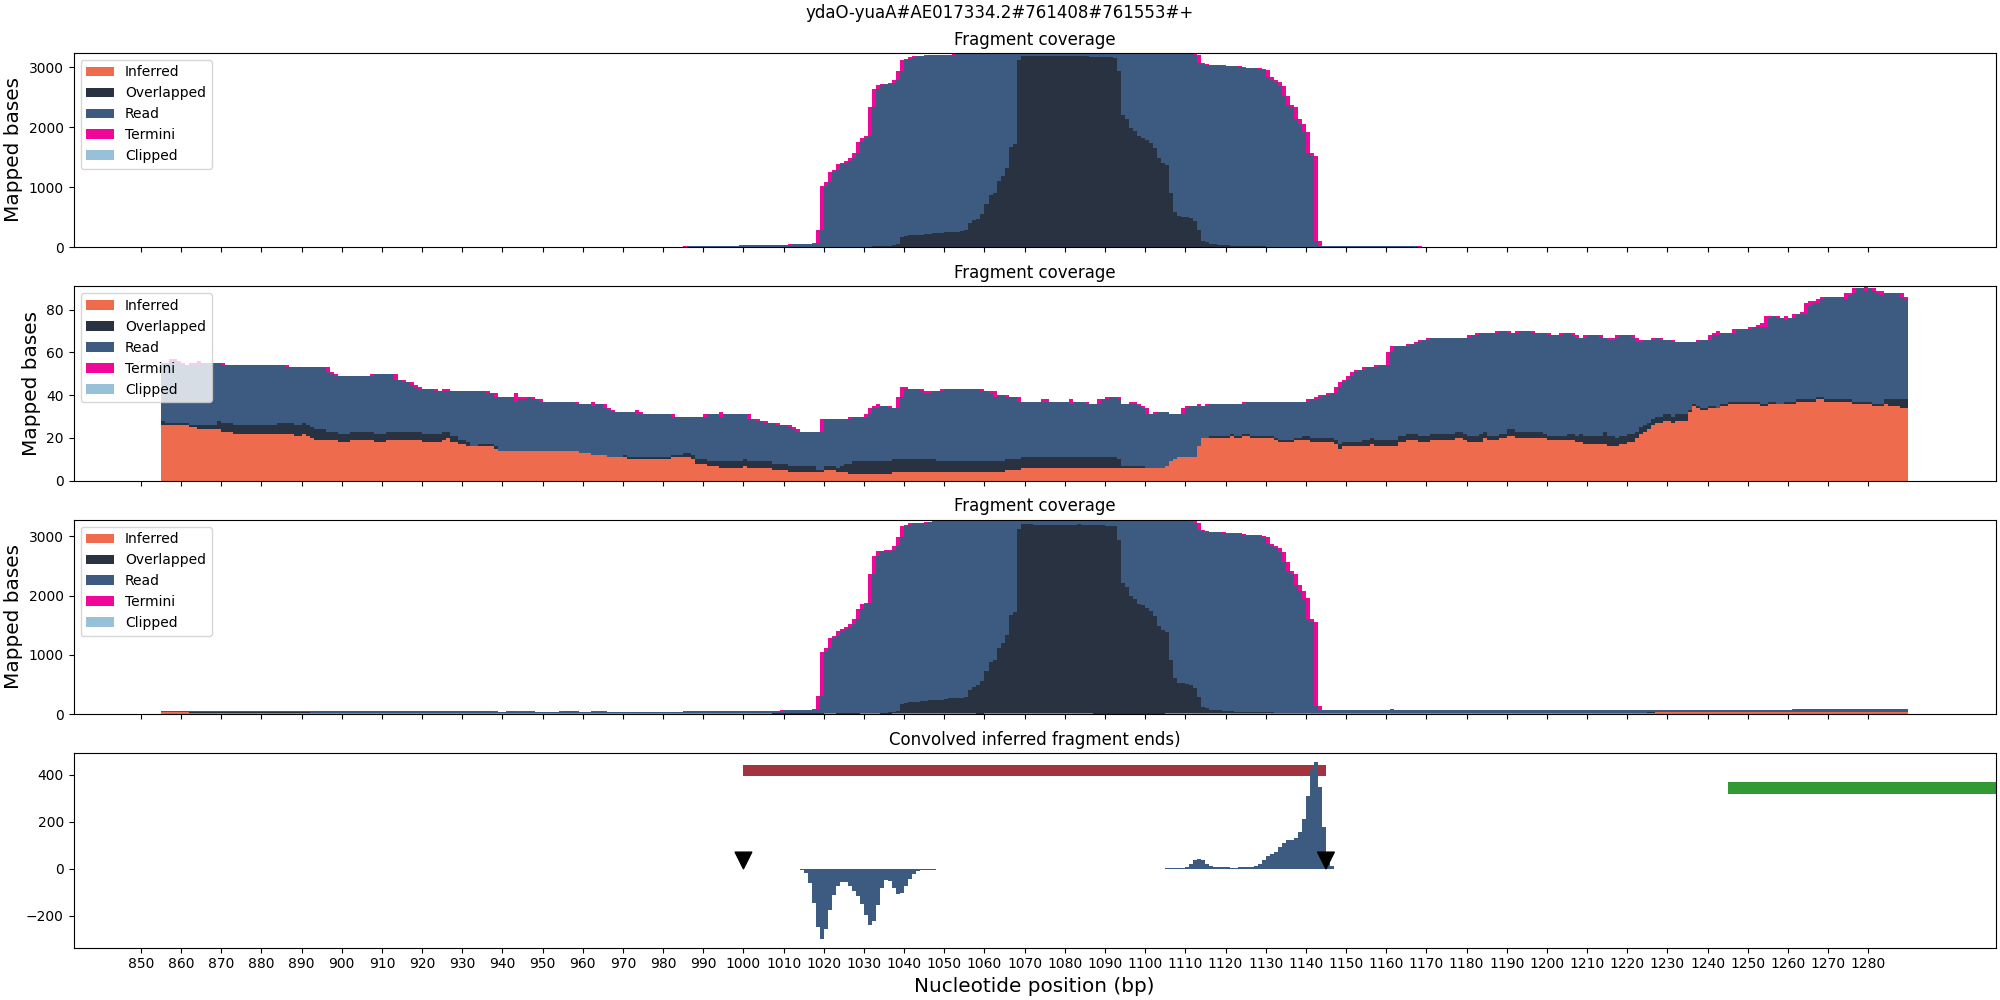 ydaO-yuaA#AE017334.2#761408#761553#+
Fragment coverage
Mapped bases
3000
2000
1000
0
Inferred
Overlapped
Read
Termini
Clipped
Fragment coverage
Mapped bases
80
60
40
20
0
Inferred
Overlapped
Read
Termini
Clipped
Fragment coverage
Mapped bases
3000
2000
1000
0
Inferred
Overlapped
Read
Termini
Clipped
Convolved inferred fragment ends)
400
200
0
−200
850 860 870 880 890 900 910 920 930 940 950 960 970 980 990 1000 1010 1020 1030 1040 1050 1060 1070 1080 1090 1100 1110 1120 1130 1140 1150 1160 1170 1180 1190 1200 1210 1220 1230 1240 1250 1260 1270 1280
Nucleotide position (bp)